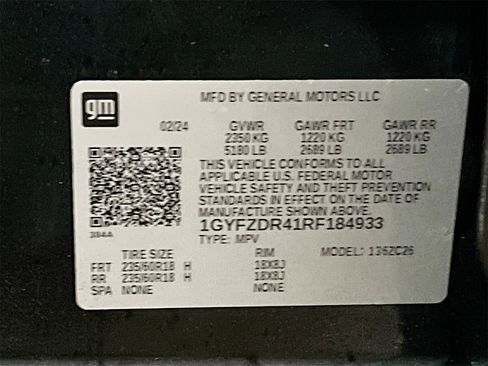 gm
MFD BY GENERAL MOTORS LLC
02/24 GVWR GAWR FRT GAWR RR
2350 KG 1220 KG 1220 KG
5180 LB 2689 LB 2689 LB
THIS VEHICLE CONFORMS TO ALL
APPLICABLE U.S. FEDERAL MOTOR
VEHICLE SAFETY AND THEFT PREVENTION
STANDARDS IN EFFECT ON THE DATE OF
MANUFACTURE SHOWN ABOVE.
1GYFZDR41RF184933
TYPE: MPV
TIRE SIZE RIM MODEL: 1362C26
FRT 235/60R18 H 18X8J
RR 235/60R18 H 18X8J
SPA NONE NONE